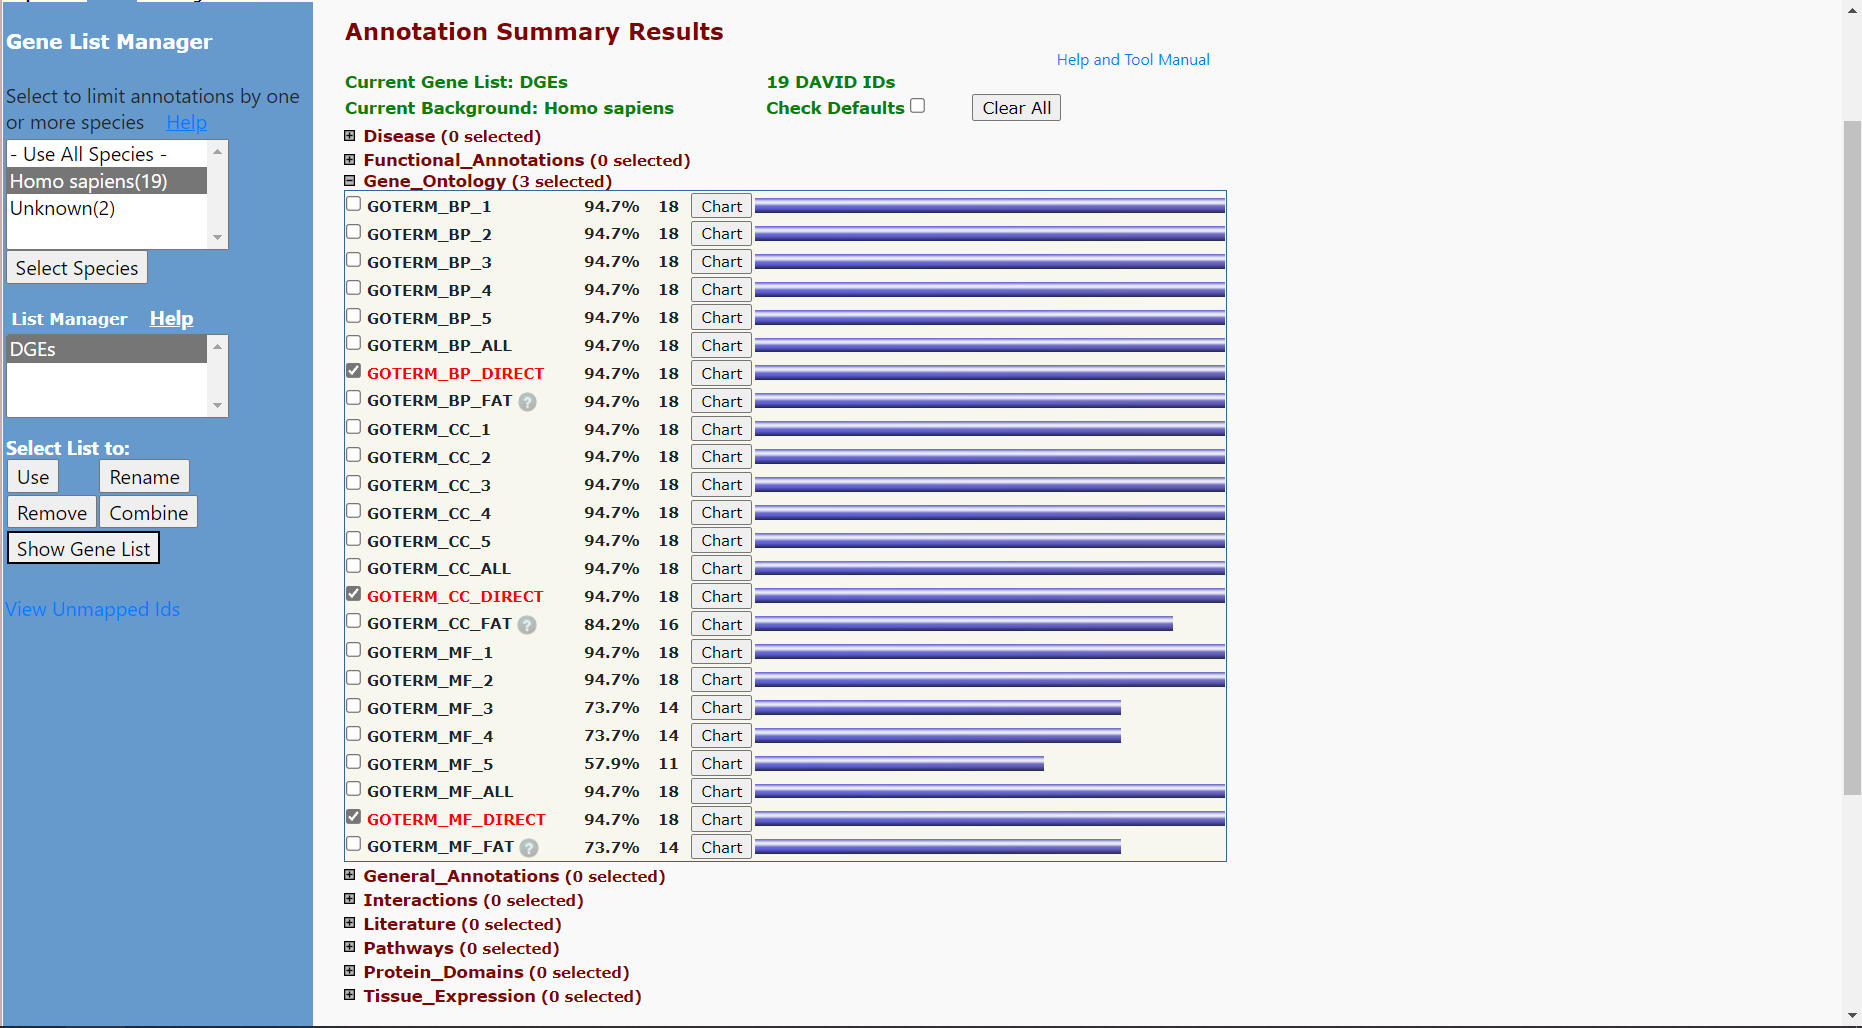 Gene List Manager
Select to limit annotations by one
or more species Help
- Use All Species -
Homo sapiens(19)
Unknown(2)
Select Species
List Manager Help
DGEs
Select List to:
Use Rename
Remove Combine
Show Gene List
View Unmapped Ids
Annotation Summary Results
Help and Tool Manual
Current Gene List: DGEs 19 DAVID IDs
Current Background: Homo sapiens Check Defaults Clear All
Disease (0 selected)
Functional_Annotations (0 selected)
Gene_Ontology (3 selected)
GOTERM_BP_1 94.7% 18 Chart
GOTERM_BP_2 94.7% 18 Chart
GOTERM_BP_3 94.7% 18 Chart
GOTERM_BP_4 94.7% 18 Chart
GOTERM_BP_5 94.7% 18 Chart
GOTERM_BP_ALL 94.7% 18 Chart
GOTERM_BP_DIRECT 94.7% 18 Chart
GOTERM_BP_FAT ? 94.7% 18 Chart
GOTERM_CC_1 94.7% 18 Chart
GOTERM_CC_2 94.7% 18 Chart
GOTERM_CC_3 94.7% 18 Chart
GOTERM_CC_4 94.7% 18 Chart
GOTERM_CC_5 94.7% 18 Chart
GOTERM_CC_ALL 94.7% 18 Chart
GOTERM_CC_DIRECT 94.7% 18 Chart
GOTERM_CC_FAT ? 84.2% 16 Chart
GOTERM_MF_1 94.7% 18 Chart
GOTERM_MF_2 94.7% 18 Chart
GOTERM_MF_3 73.7% 14 Chart
GOTERM_MF_4 73.7% 14 Chart
GOTERM_MF_5 57.9% 11 Chart
GOTERM_MF_ALL 94.7% 18 Chart
GOTERM_MF_DIRECT 94.7% 18 Chart
GOTERM_MF_FAT ? 73.7% 14 Chart
General_Annotations (0 selected)
Interactions (0 selected)
Literature (0 selected)
Pathways (0 selected)
Protein_Domains (0 selected)
Tissue_Expression (0 selected)